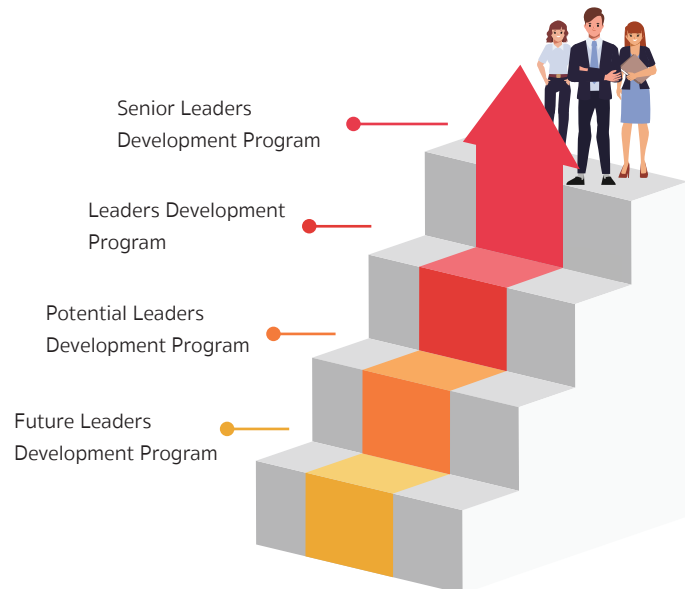 Senior Leaders
Development Program
Leaders Development
Program
Potential Leaders
Development Program
Future Leaders
Development Program